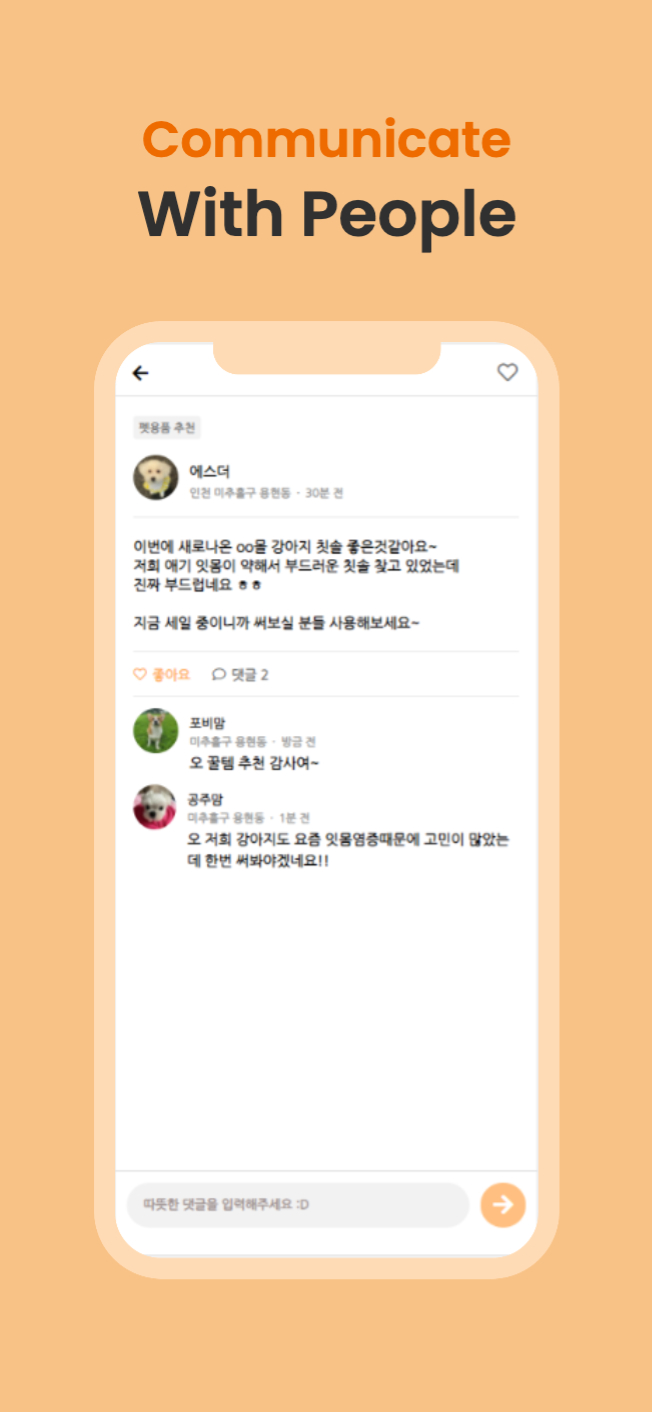 Communicate
With People
펫용품 추천
에스더
인천 미추홀구 용현동 · 30분 전
이번에 새로나온 oo몰 강아지 칫솔 좋은것같아요~
저희 애기 잇몸이 약해서 부드러운 칫솔 찾고 있었는데
진짜 부드럽네요 ㅎㅎ
지금 세일 중이니까 써보실 분들 사용해보세요~
좋아요 댓글 2
포비맘
미추홀구 용현동 · 방금 전
오 꿀템 추천 감사여~
공주맘
미추홀구 용현동 · 1분 전
오 저희 강아지도 요즘 잇몸염증때문에 고민이 많았는
데 한번 써봐야겠네요!!
따뜻한 댓글을 입력해주세요 :D